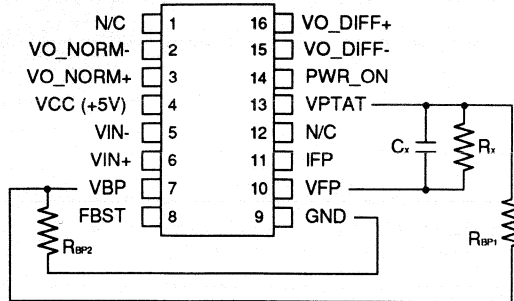 N/C 1 16 VO_DIFF+
VO_NORM- 2 15 VO_DIFF-
VO_NORM+ 3 14 PWR_ON
VCC (+5V) 4 13 VPTAT
VIN- 5 12 N/C
VIN+ 6 11 IFP
VBP 7 10 VFP
FBST 8 9 GND
Cx Rx
RBP2 RBP1